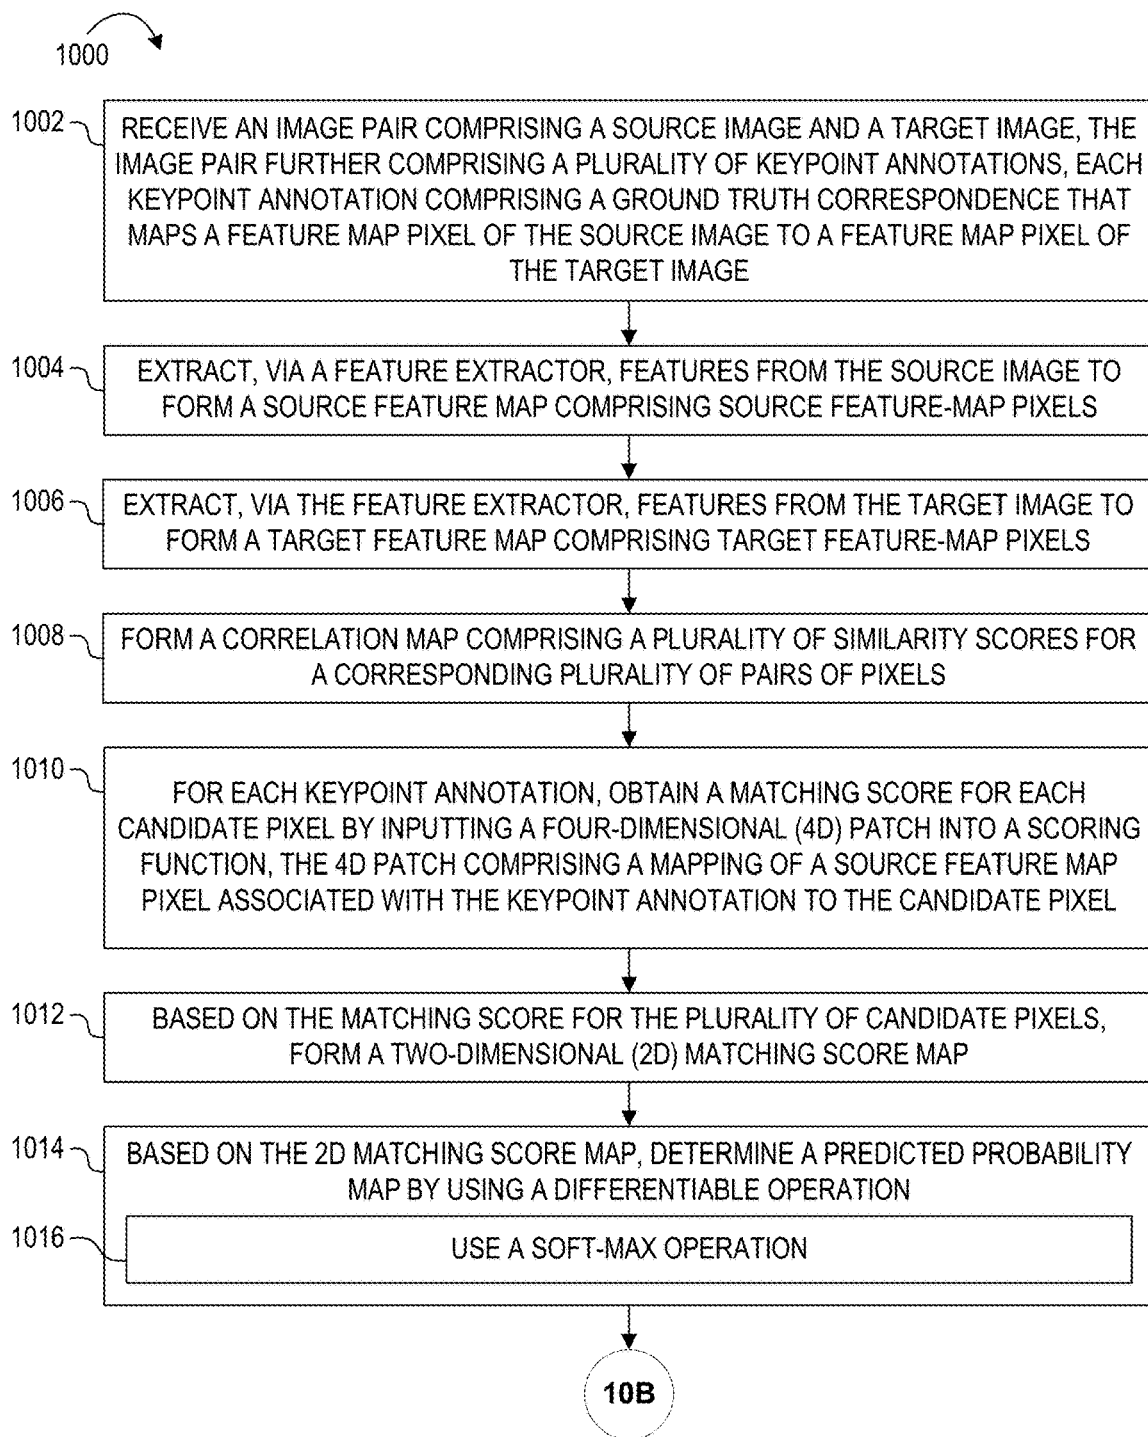 1000
1002
RECEIVE AN IMAGE PAIR COMPRISING A SOURCE IMAGE AND A TARGET IMAGE, THE
IMAGE PAIR FURTHER COMPRISING A PLURALITY OF KEYPOINT ANNOTATIONS, EACH
KEYPOINT ANNOTATION COMPRISING A GROUND TRUTH CORRESPONDENCE THAT
MAPS A FEATURE MAP PIXEL OF THE SOURCE IMAGE TO A FEATURE MAP PIXEL OF
THE TARGET IMAGE
1004
EXTRACT, VIA A FEATURE EXTRACTOR, FEATURES FROM THE SOURCE IMAGE TO
FORM A SOURCE FEATURE MAP COMPRISING SOURCE FEATURE-MAP PIXELS
1006
EXTRACT, VIA THE FEATURE EXTRACTOR, FEATURES FROM THE TARGET IMAGE TO
FORM A TARGET FEATURE MAP COMPRISING TARGET FEATURE-MAP PIXELS
1008
FORM A CORRELATION MAP COMPRISING A PLURALITY OF SIMILARITY SCORES FOR
A CORRESPONDING PLURALITY OF PAIRS OF PIXELS
1010
FOR EACH KEYPOINT ANNOTATION, OBTAIN A MATCHING SCORE FOR EACH
CANDIDATE PIXEL BY INPUTTING A FOUR-DIMENSIONAL (4D) PATCH INTO A SCORING
FUNCTION, THE 4D PATCH COMPRISING A MAPPING OF A SOURCE FEATURE MAP
PIXEL ASSOCIATED WITH THE KEYPOINT ANNOTATION TO THE CANDIDATE PIXEL
1012
BASED ON THE MATCHING SCORE FOR THE PLURALITY OF CANDIDATE PIXELS,
FORM A TWO-DIMENSIONAL (2D) MATCHING SCORE MAP
1014
BASED ON THE 2D MATCHING SCORE MAP, DETERMINE A PREDICTED PROBABILITY
MAP BY USING A DIFFERENTIABLE OPERATION
1016
USE A SOFT-MAX OPERATION
10B